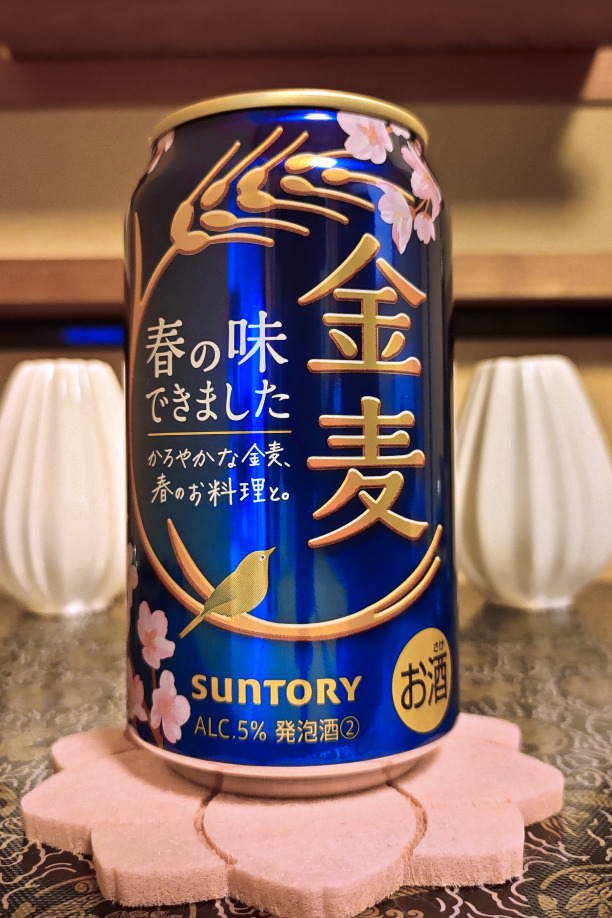 金麦
春の味
できました
かろやかな金麦、
春のお料理と。
SUNTORY
ALC.5% 発泡酒②
さけ
お酒